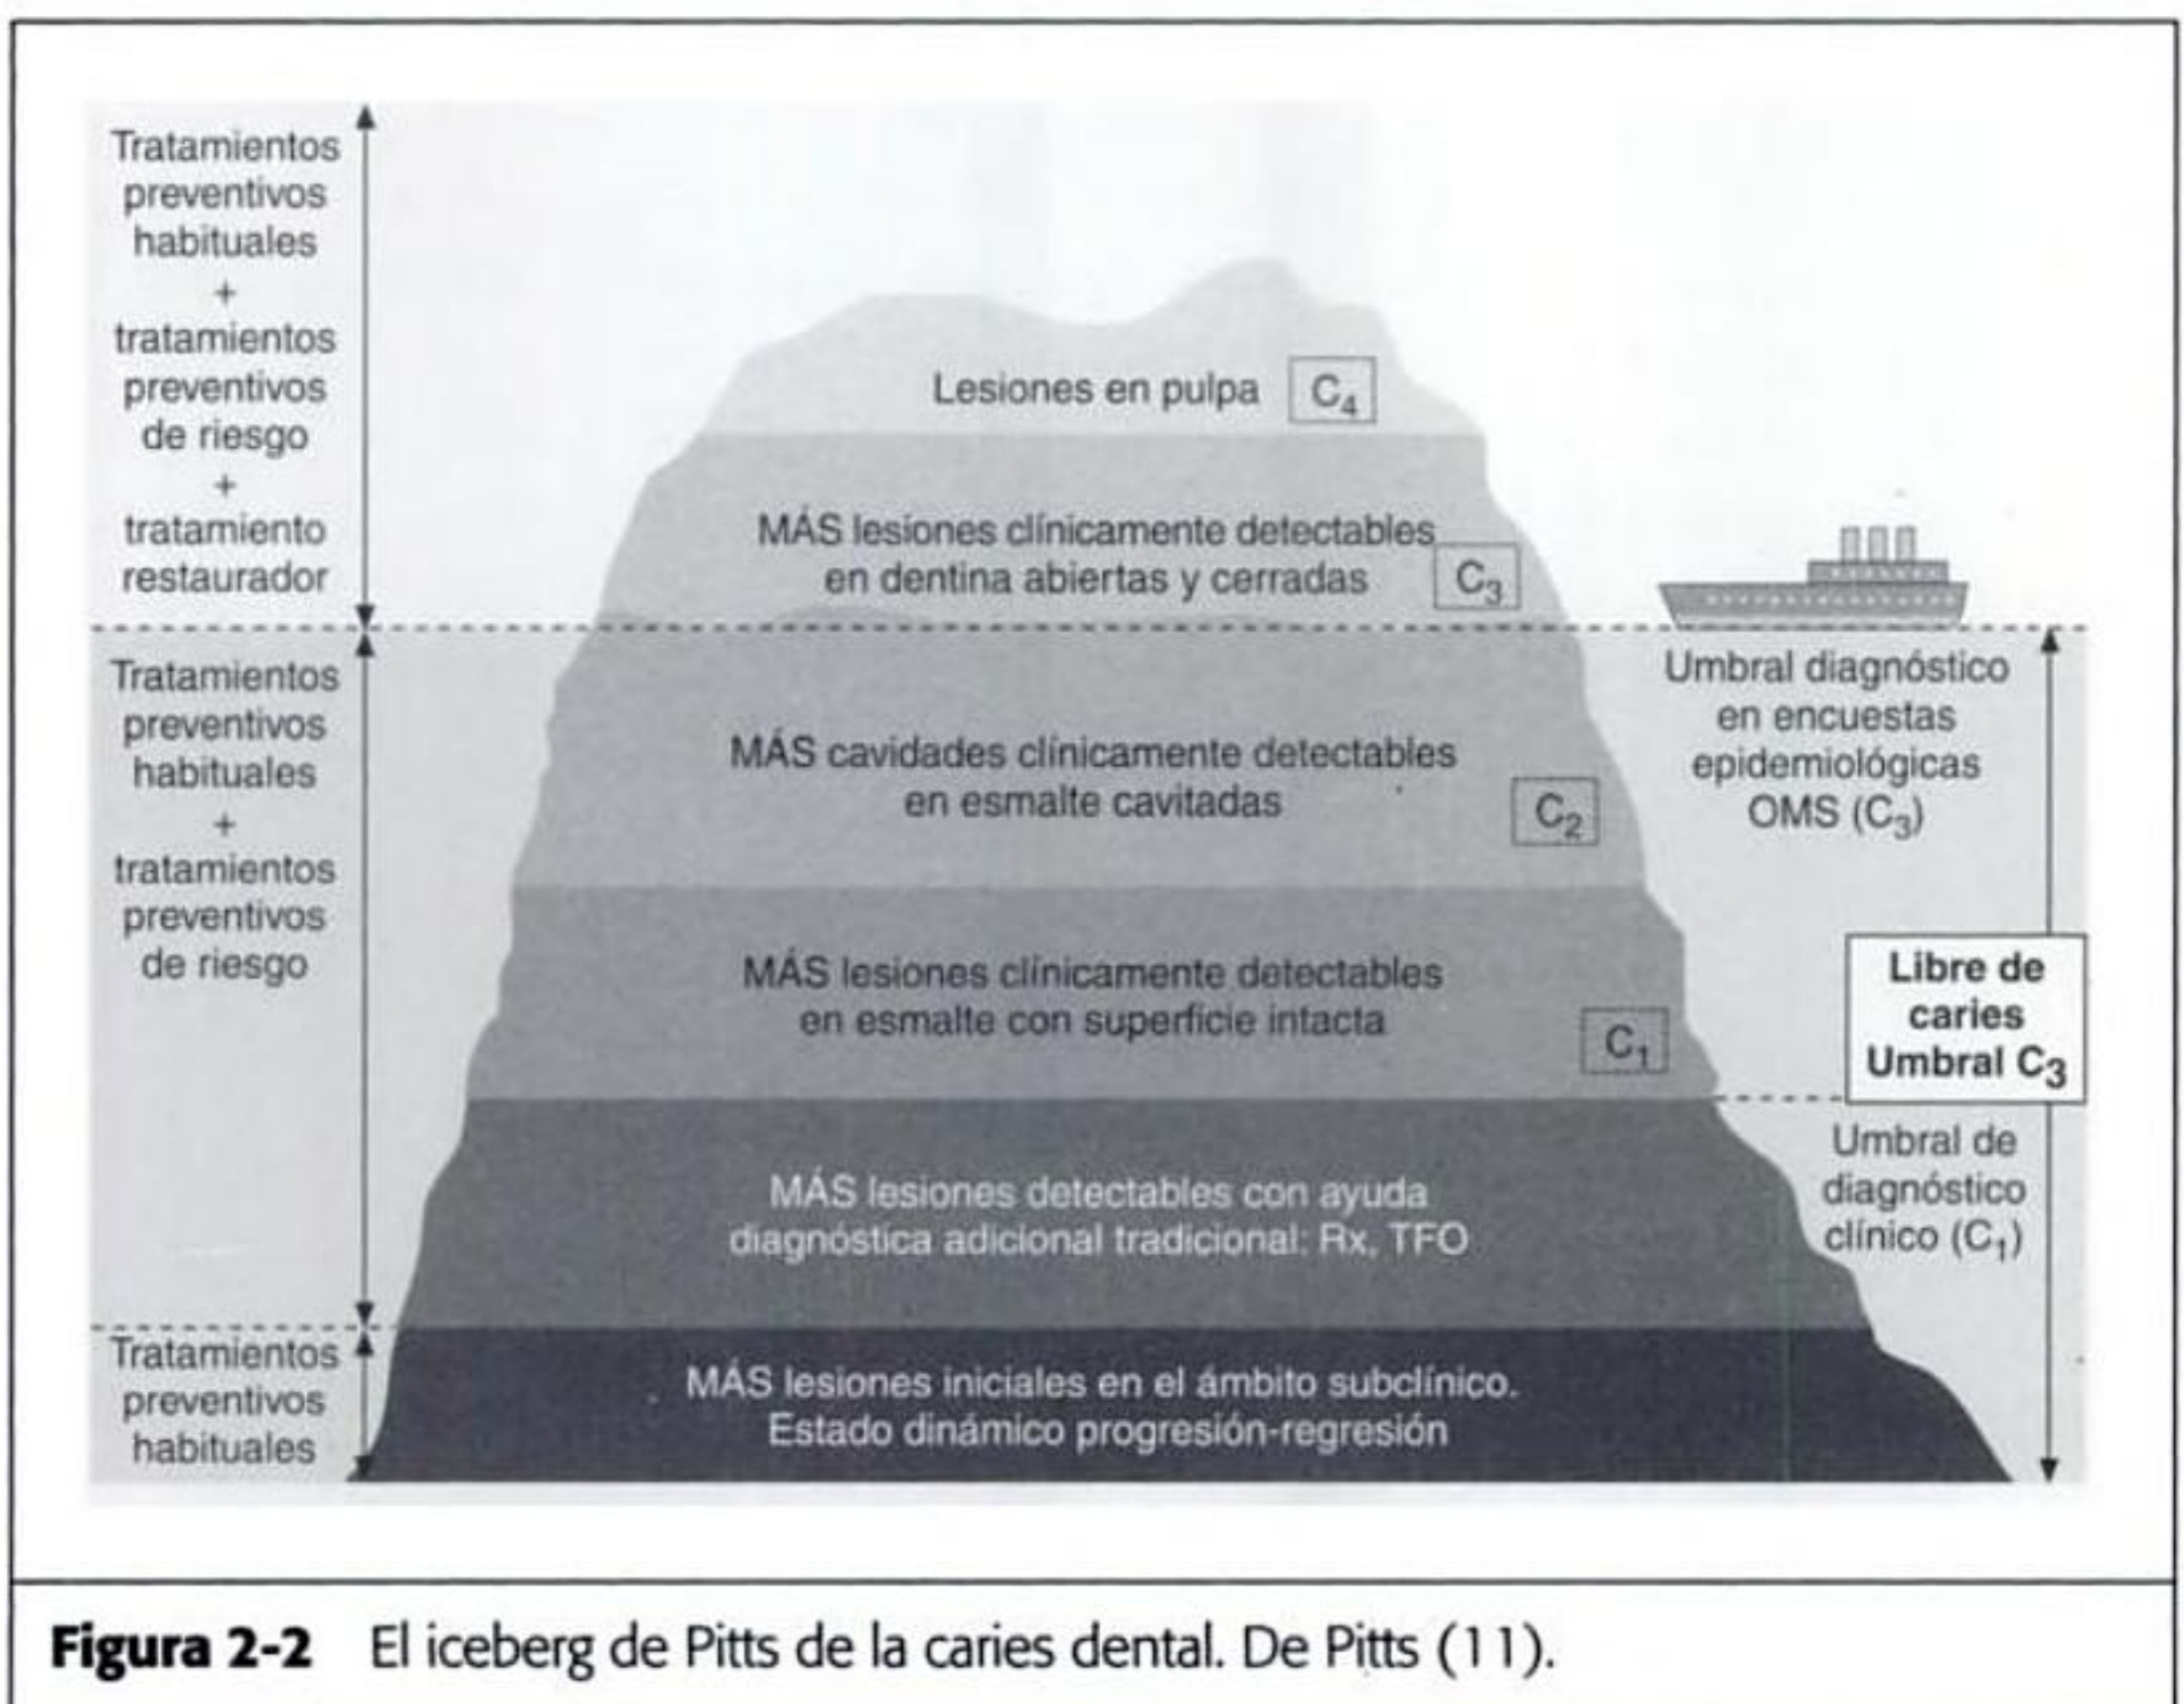 Tratamientos
preventivos
habituales
+
tratamientos
preventivos
de riesgo
+
tratamiento
restaurador
Tratamientos
preventivos
habituales
+
tratamientos
preventivos
de riesgo
Tratamientos
preventivos
habituales
Lesiones en pulpa C₄
MÁS lesiones clínicamente detectables
en dentina abiertas y cerradas C₃
MÁS cavidades clínicamente detectables
en esmalte cavitadas C₂
MÁS lesiones clínicamente detectables
en esmalte con superficie intacta C₁
MÁS lesiones detectables con ayuda
diagnóstica adicional tradicional: Rx, TFO
MÁS lesiones iniciales en el ámbito subclínico.
Estado dinámico progresión-regresión
Umbral diagnóstico
en encuestas
epidemiológicas
OMS (C₃)
Libre de
caries
Umbral C₃
Umbral de
diagnóstico
clínico (C₁)
Figura 2-2 El iceberg de Pitts de la caries dental. De Pitts (11).